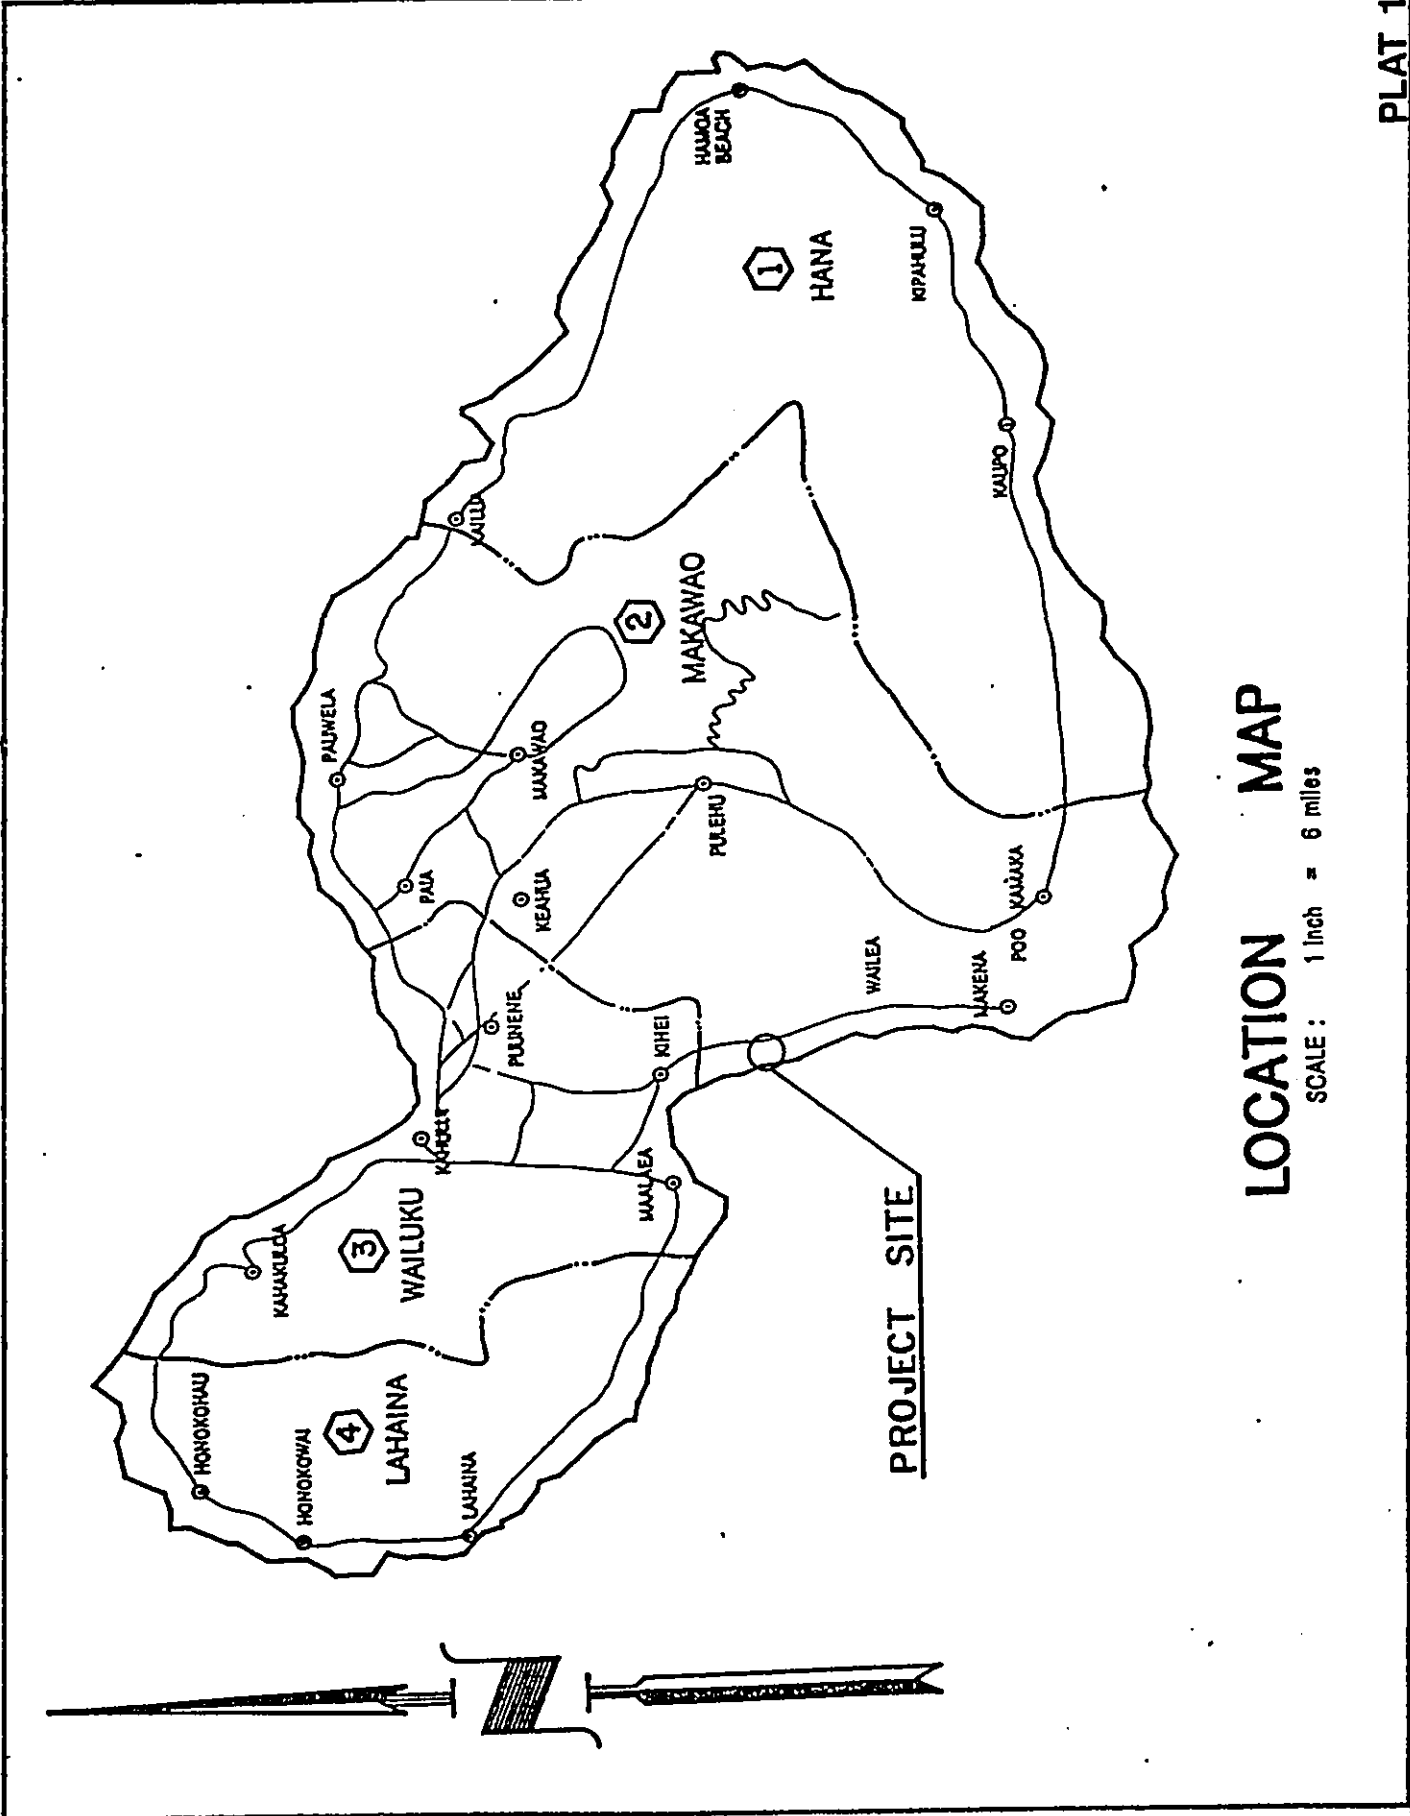 HONOKOHAU
KAHAKULOA
HONOKOWAI
PAUWELA
4
LAHAINA
3
WAILUKU
PAIA
KAHULUI
LAHAINA
KAILUA
PUUNENE
MAKAWAO
KEAHUA
2
MAKAWAO
MAALAEA
KIHEI
HAMOA
BEACH
PULEHU
1
HANA
WAILEA
PROJECT SITE
KIPAHULU
MAKENA
KAUPO
POO
LOCATION MAP
SCALE : 1 Inch = 6 miles
PLAT 1